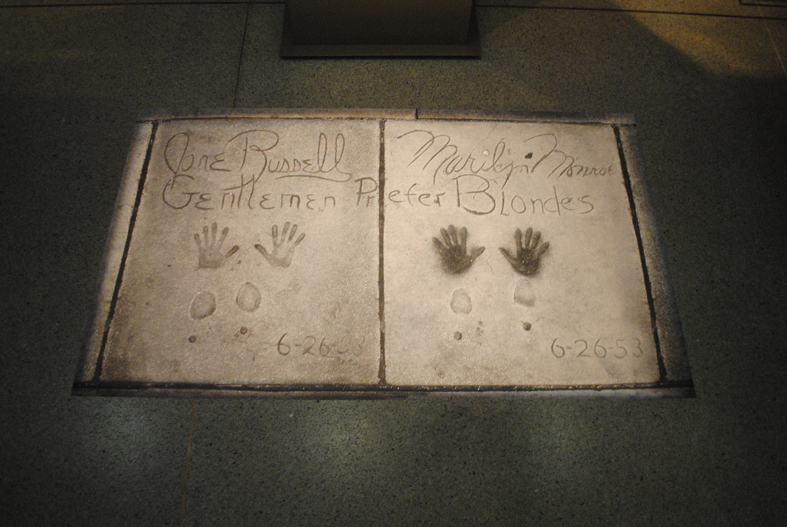 Jane Russell Marilyn Monroe
Gentlemen Prefer Blondes
6-26-53 6-26-53